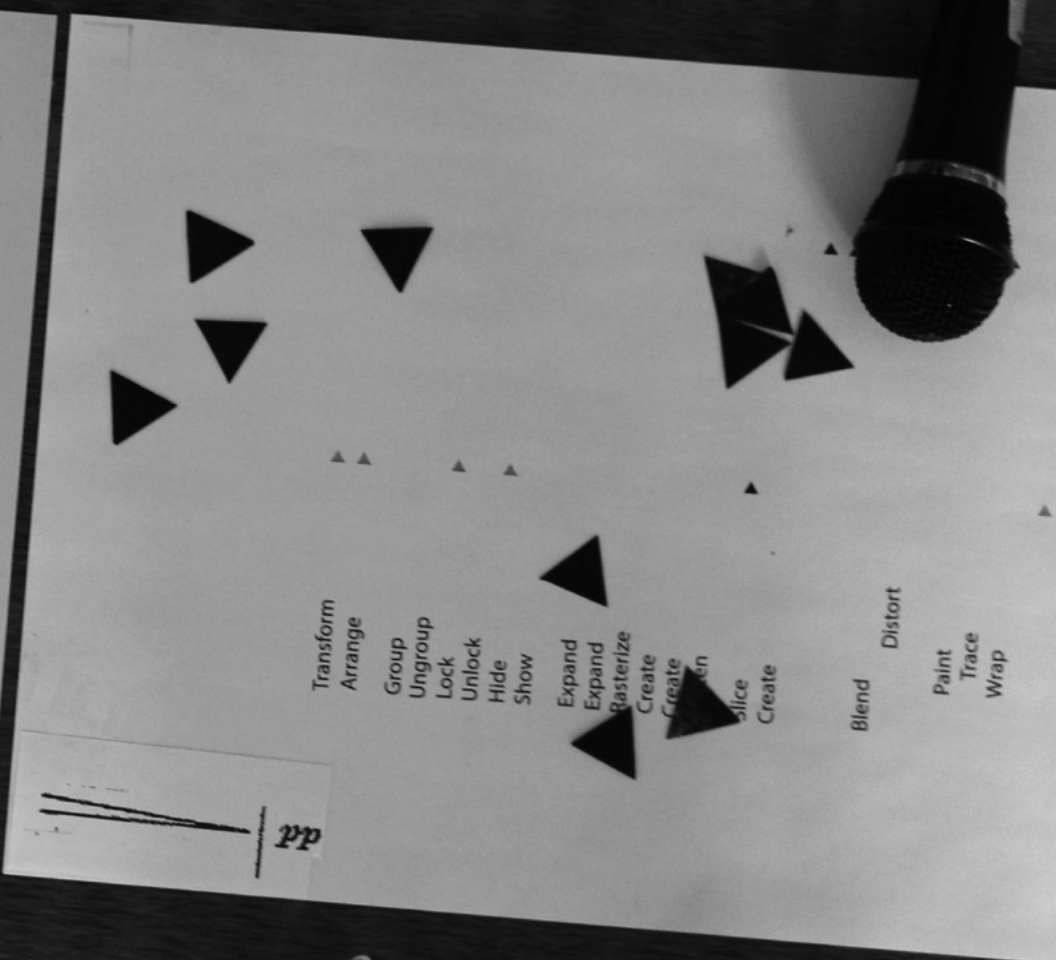 Transform
Arrange
Group
Ungroup
Lock
Unlock
Hide
Show
Expand
Expand
Rasterize
Create
Create
Slice
Create
Blend
Distort
Paint
Trace
Wrap
dd